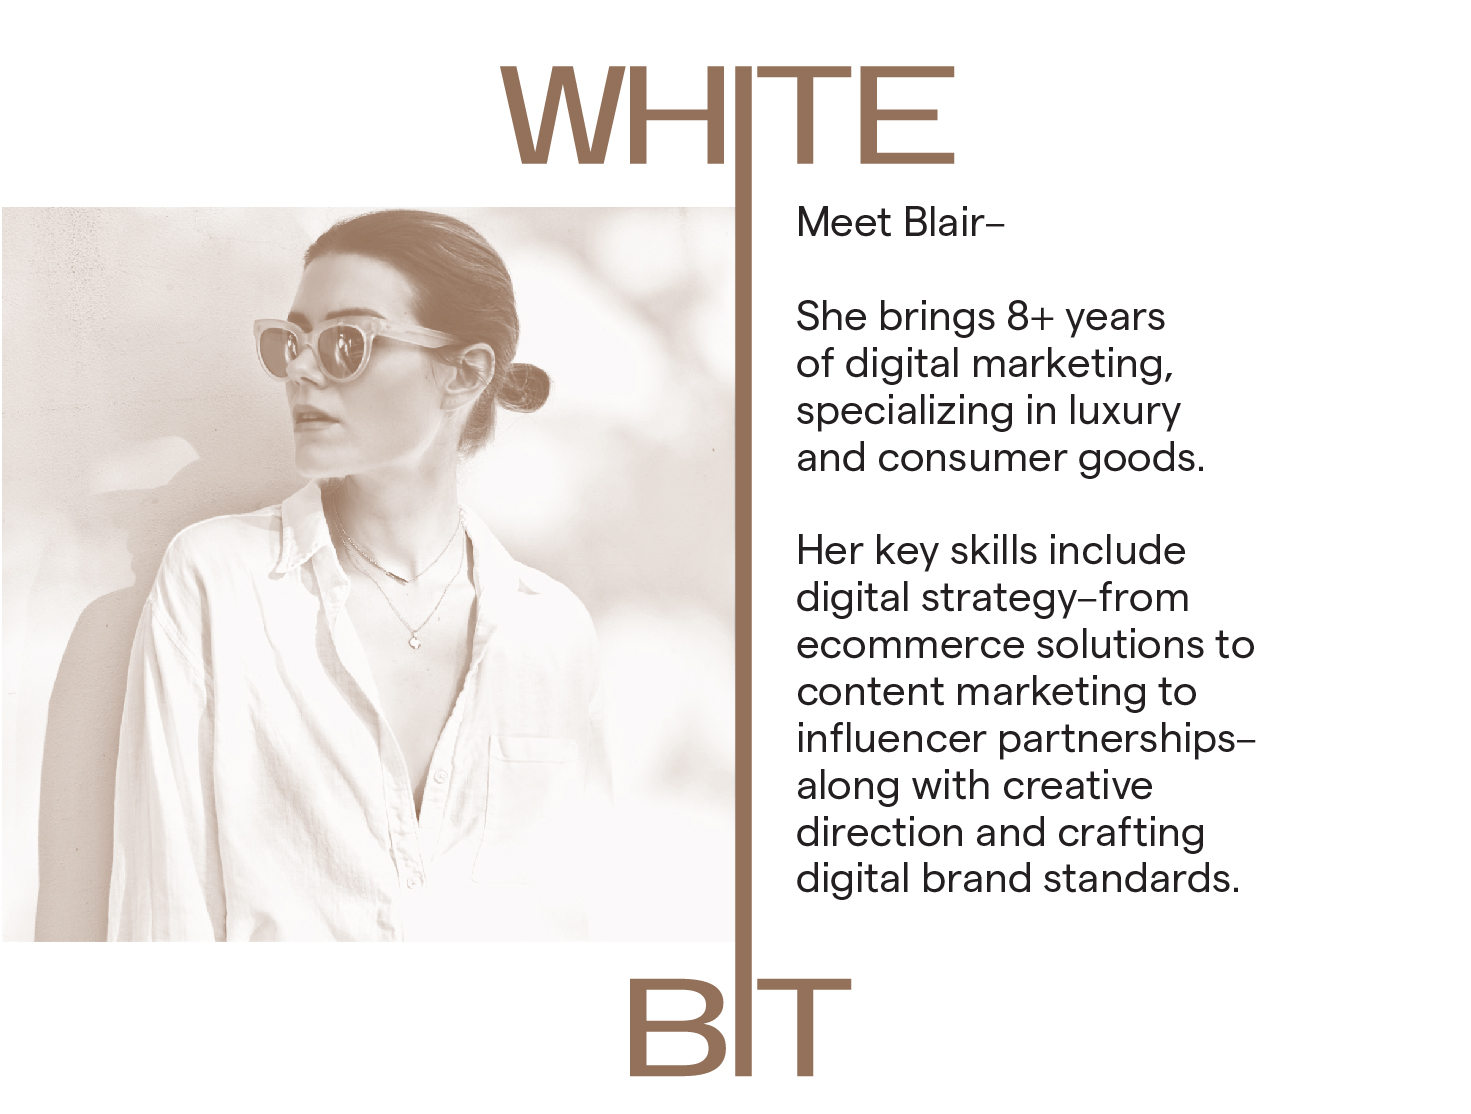 WHITE
Meet Blair–
She brings 8+ years
of digital marketing,
specializing in luxury
and consumer goods.
Her key skills include
digital strategy–from
ecommerce solutions to
content marketing to
influencer partnerships–
along with creative
direction and crafting
digital brand standards.
BIT